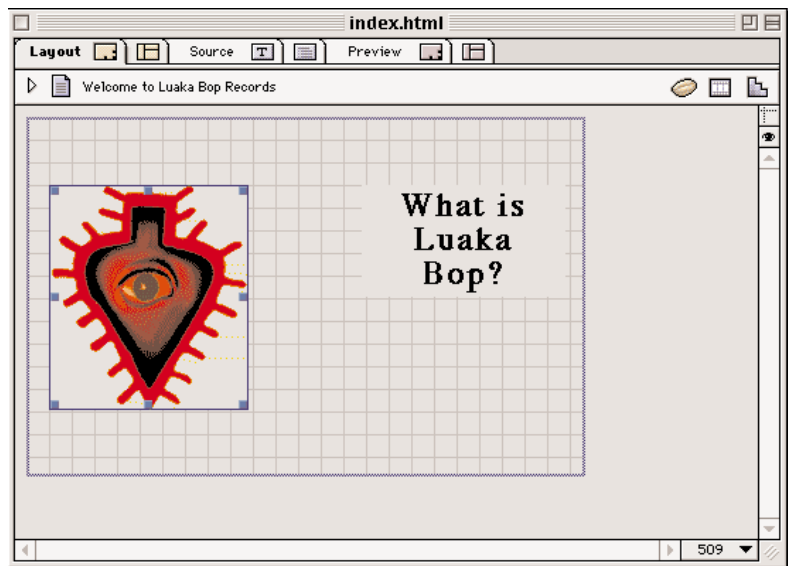 index.html
Layout Source T Preview
Welcome to Luaka Bop Records
What is
Luaka
Bop?
509